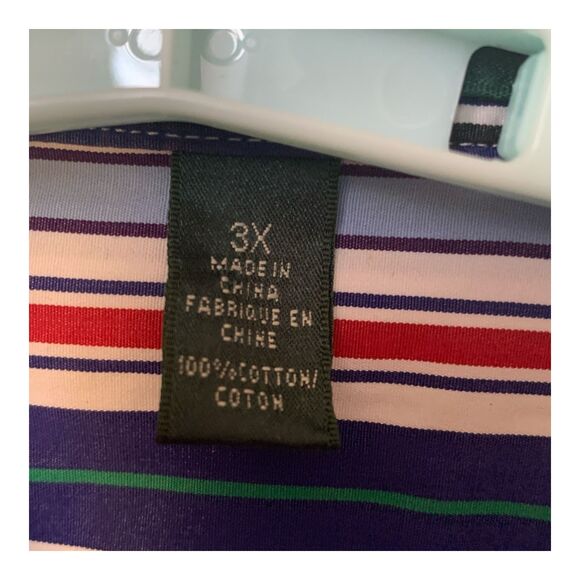 3X
MADE IN
CHINA
FABRIQUE EN
CHINE
100%COTTON/
COTON